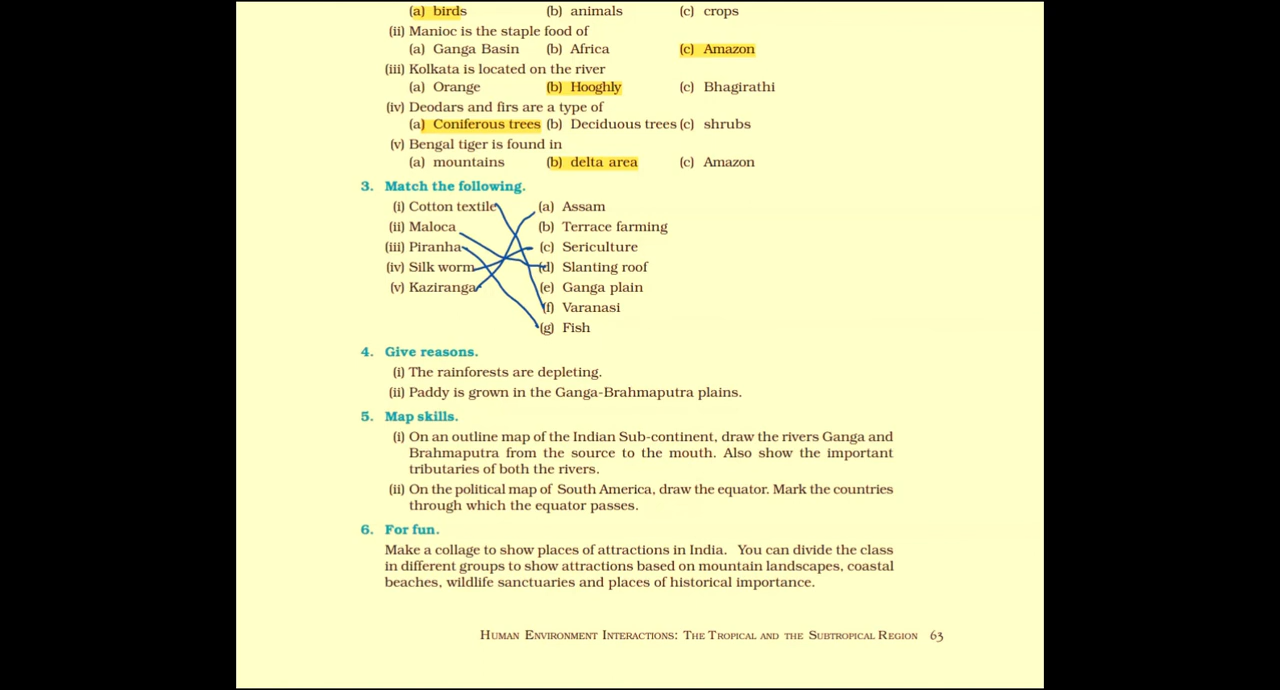 (a) birds (b) animals (c) crops
(ii) Manioc is the staple food of
(a) Ganga Basin (b) Africa (c) Amazon
(iii) Kolkata is located on the river
(a) Orange (b) Hooghly (c) Bhagirathi
(iv) Deodars and firs are a type of
(a) Coniferous trees (b) Deciduous trees (c) shrubs
(v) Bengal tiger is found in
(a) mountains (b) delta area (c) Amazon
3. Match the following.
(i) Cotton textile (a) Assam
(ii) Maloca (b) Terrace farming
(iii) Piranha (c) Sericulture
(iv) Silk worm (d) Slanting roof
(v) Kaziranga (e) Ganga plain
(f) Varanasi
(g) Fish
4. Give reasons.
(i) The rainforests are depleting.
(ii) Paddy is grown in the Ganga-Brahmaputra plains.
5. Map skills.
(i) On an outline map of the Indian Sub-continent, draw the rivers Ganga and
Brahmaputra from the source to the mouth. Also show the important
tributaries of both the rivers.
(ii) On the political map of South America, draw the equator. Mark the countries
through which the equator passes.
6. For fun.
Make a collage to show places of attractions in India. You can divide the class
in different groups to show attractions based on mountain landscapes, coastal
beaches, wildlife sanctuaries and places of historical importance.
Human Environment Interactions: The Tropical and the Subtropical Region 63